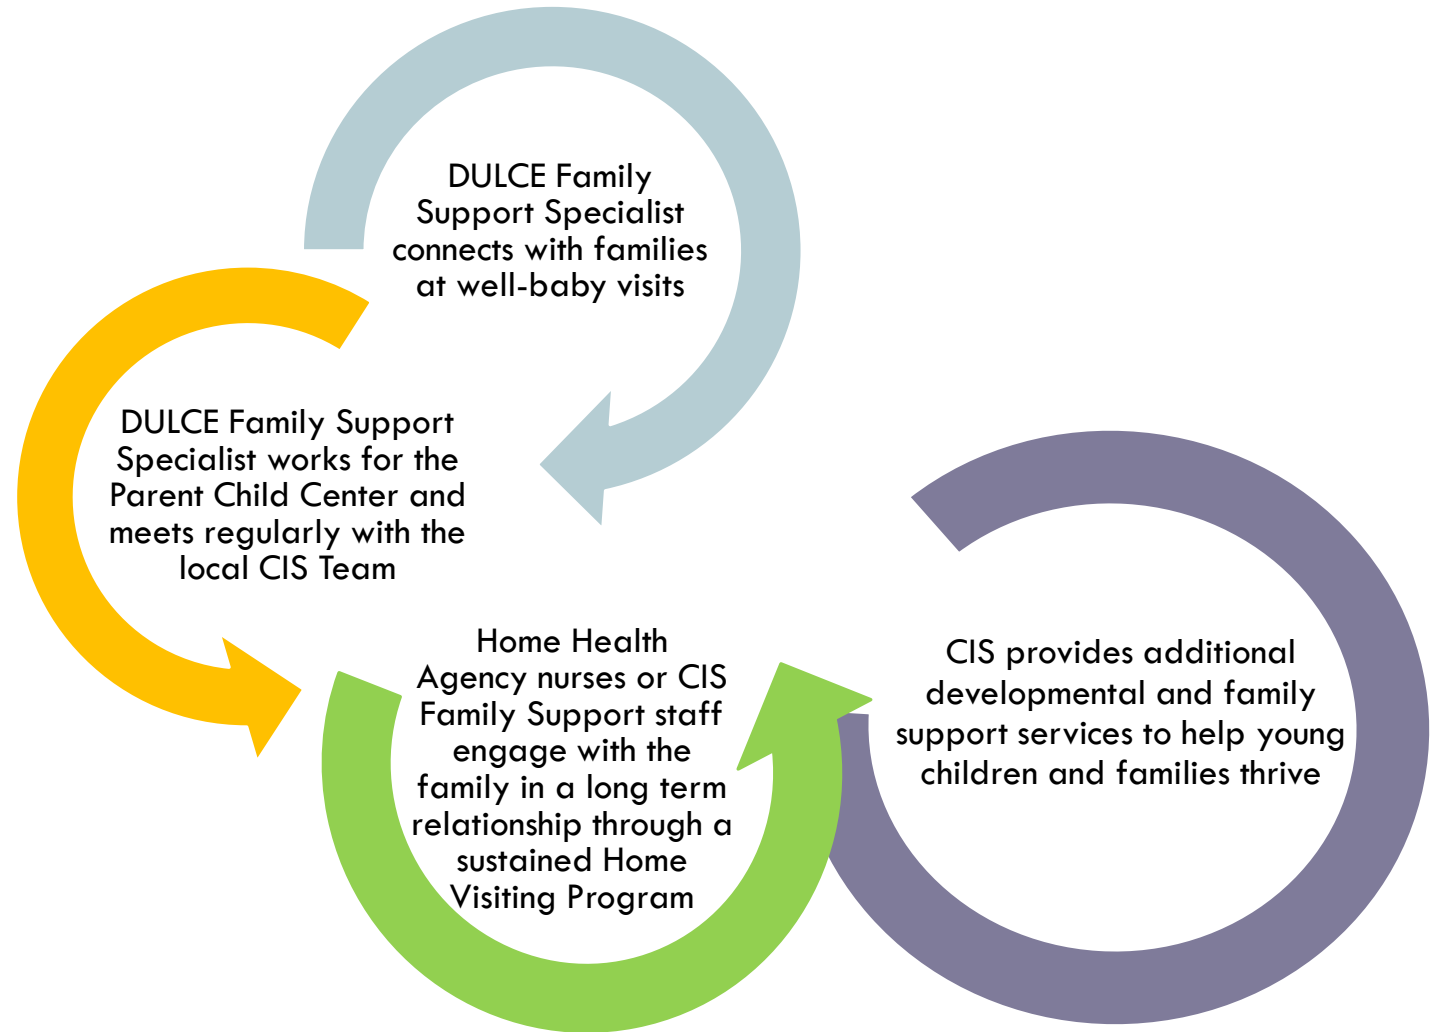 DULCE Family
Support Specialist
connects with families
at well-baby visits
DULCE Family Support
Specialist works for the
Parent Child Center and
meets regularly with the
local CIS Team
Home Health
Agency nurses or CIS
Family Support staff
engage with the
family in a long term
relationship through a
sustained Home
Visiting Program
CIS provides additional
developmental and family
support services to help young
children and families thrive